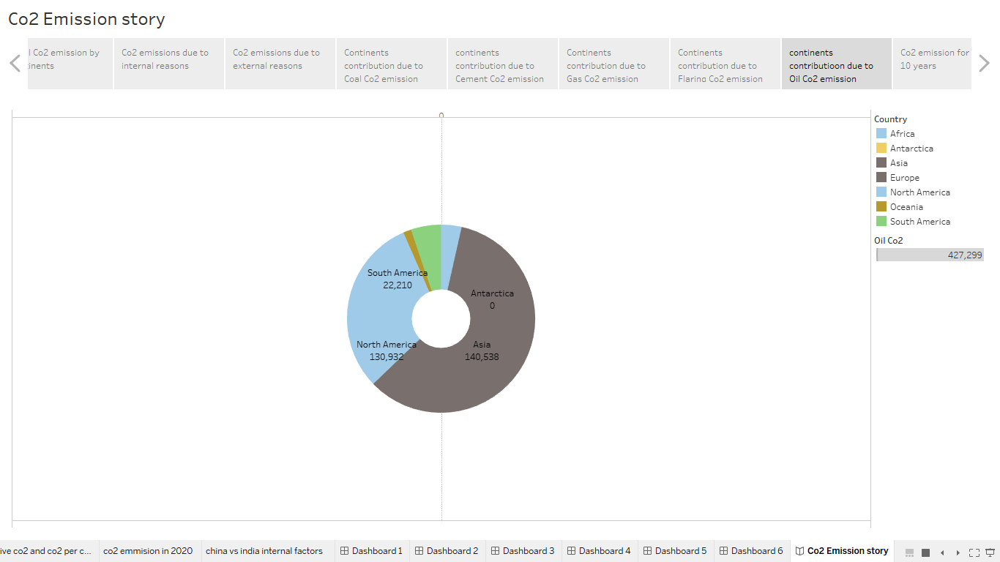 Co2 Emission story
l Co2 emission by
inents
Co2 emissions due to
internal reasons
Co2 emissions due to
external reasons
Continents
contribution due to
Coal Co2 emission
continents
contribution due to
Cement Co2 emission
Continents
contribution due to
Gas Co2 emission
Continents
contribution due to
Flaring Co2 emission
continents
contributioon due to
Oil Co2 emission
Co2 emission for
10 years
0
South America
22,210
Antarctica
0
North America
130,932
Asia
140,538
Country
Africa
Antarctica
Asia
Europe
North America
Oceania
South America
Oil Co2
427,299
ive co2 and co2 per c...
co2 emmision in 2020
china vs india internal factors
Dashboard 1
Dashboard 2
Dashboard 3
Dashboard 4
Dashboard 5
Dashboard 6
Co2 Emission story